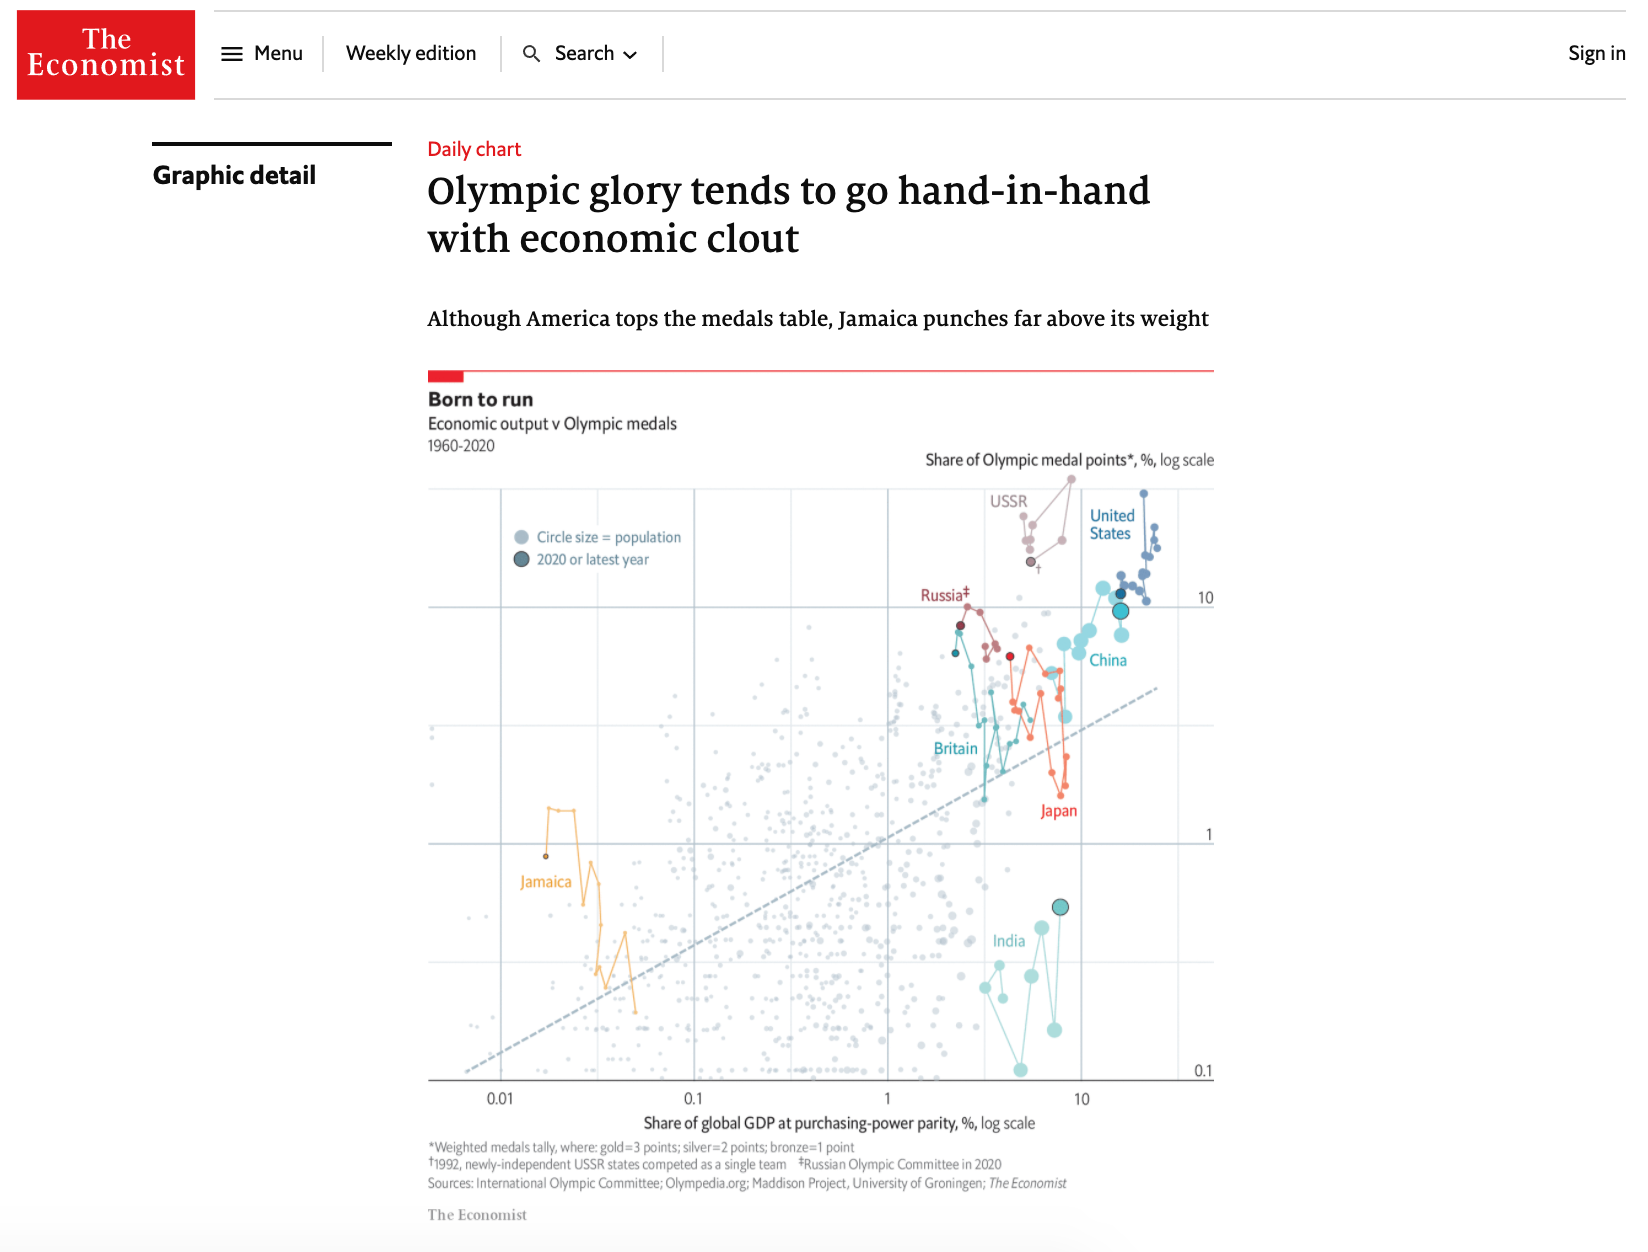 The
Economist
Menu
Weekly edition
Search
Sign in
Graphic detail
Daily chart
Olympic glory tends to go hand-in-hand
with economic clout
Although America tops the medals table, Jamaica punches far above its weight
Born to run
Economic output v Olympic medals
1960-2020
Share of Olympic medal points*, %, log scale
USSR
United
States
Circle size = population
2020 or latest year
†
Russia‡
10
China
Britain
Japan
1
Jamaica
India
0.1
0.01
0.1
1
10
Share of global GDP at purchasing-power parity, %, log scale
*Weighted medals tally, where: gold=3 points; silver=2 points; bronze=1 point
†1992, newly-independent USSR states competed as a single team ‡Russian Olympic Committee in 2020
Sources: International Olympic Committee; Olympedia.org; Maddison Project, University of Groningen; The Economist
The Economist